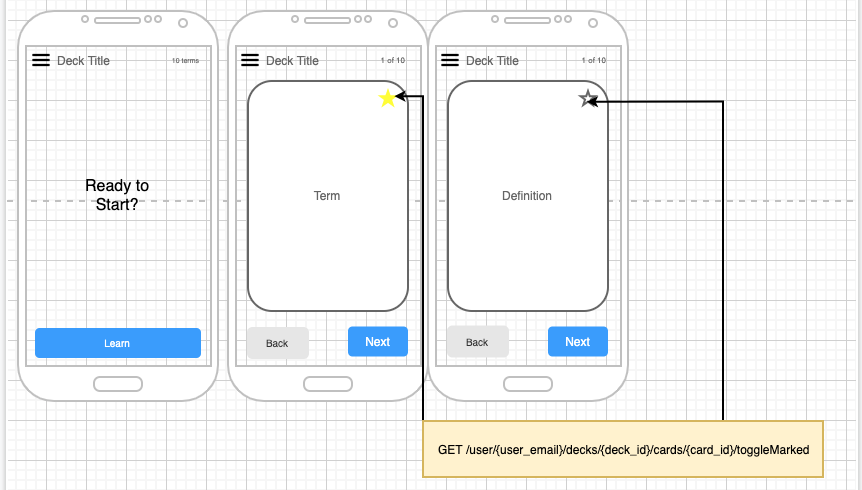 Deck Title
10 terms
Ready to
Start?
Learn
Deck Title
1 of 10
Term
Back
Next
Deck Title
1 of 10
Definition
Back
Next
GET /user/{user_email}/decks/{deck_id}/cards/{card_id}/toggleMarked